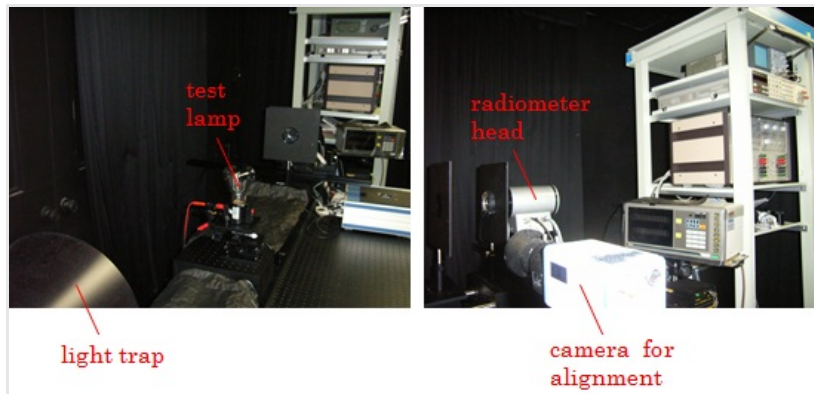 test
lamp
light trap
radiometer
head
camera for
alignment